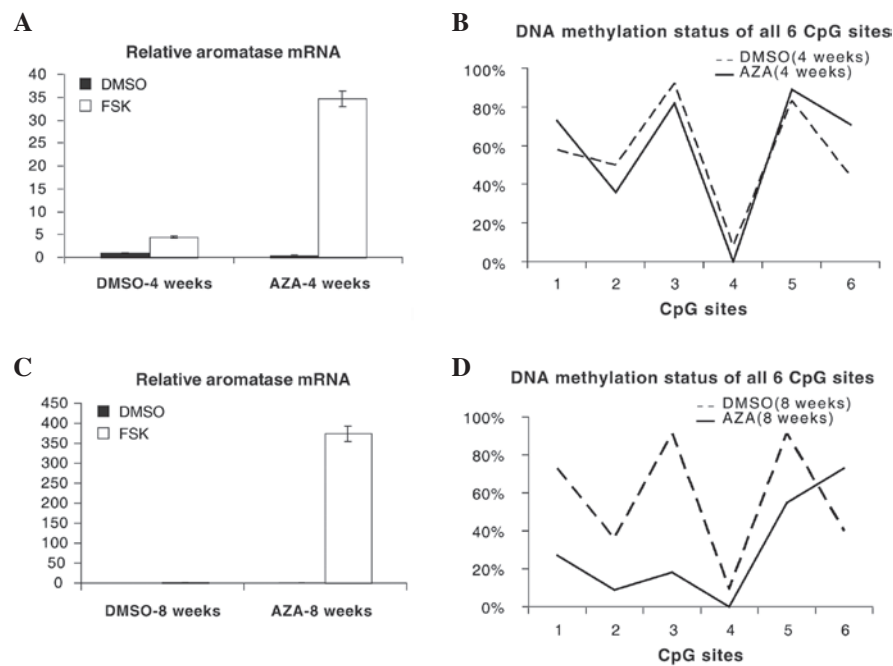 A
Relative aromatase mRNA
40
35
30
25
20
15
10
5
0
DMSO
FSK
DMSO-4 weeks
AZA-4 weeks
B
DNA methylation status of all 6 CpG sites
DMSO(4 weeks)
AZA(4 weeks)
100%
80%
60%
40%
20%
0%
1 2 3 4 5 6
CpG sites
C
Relative aromatase mRNA
450
400
350
300
250
200
150
100
50
0
DMSO
FSK
DMSO-8 weeks
AZA-8 weeks
D
DNA methylation status of all 6 CpG sites
DMSO(8 weeks)
AZA(8 weeks)
100%
80%
60%
40%
20%
0%
1 2 3 4 5 6
CpG sites